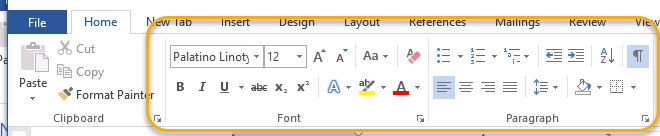 File Home New Tab Insert Design Layout References Mailings Review View
Cut
Palatino Linoty 12 A A Aa A
Copy
Paste
Format Painter
B I U abc x₂ x² A ab A
Clipboard Font Paragraph